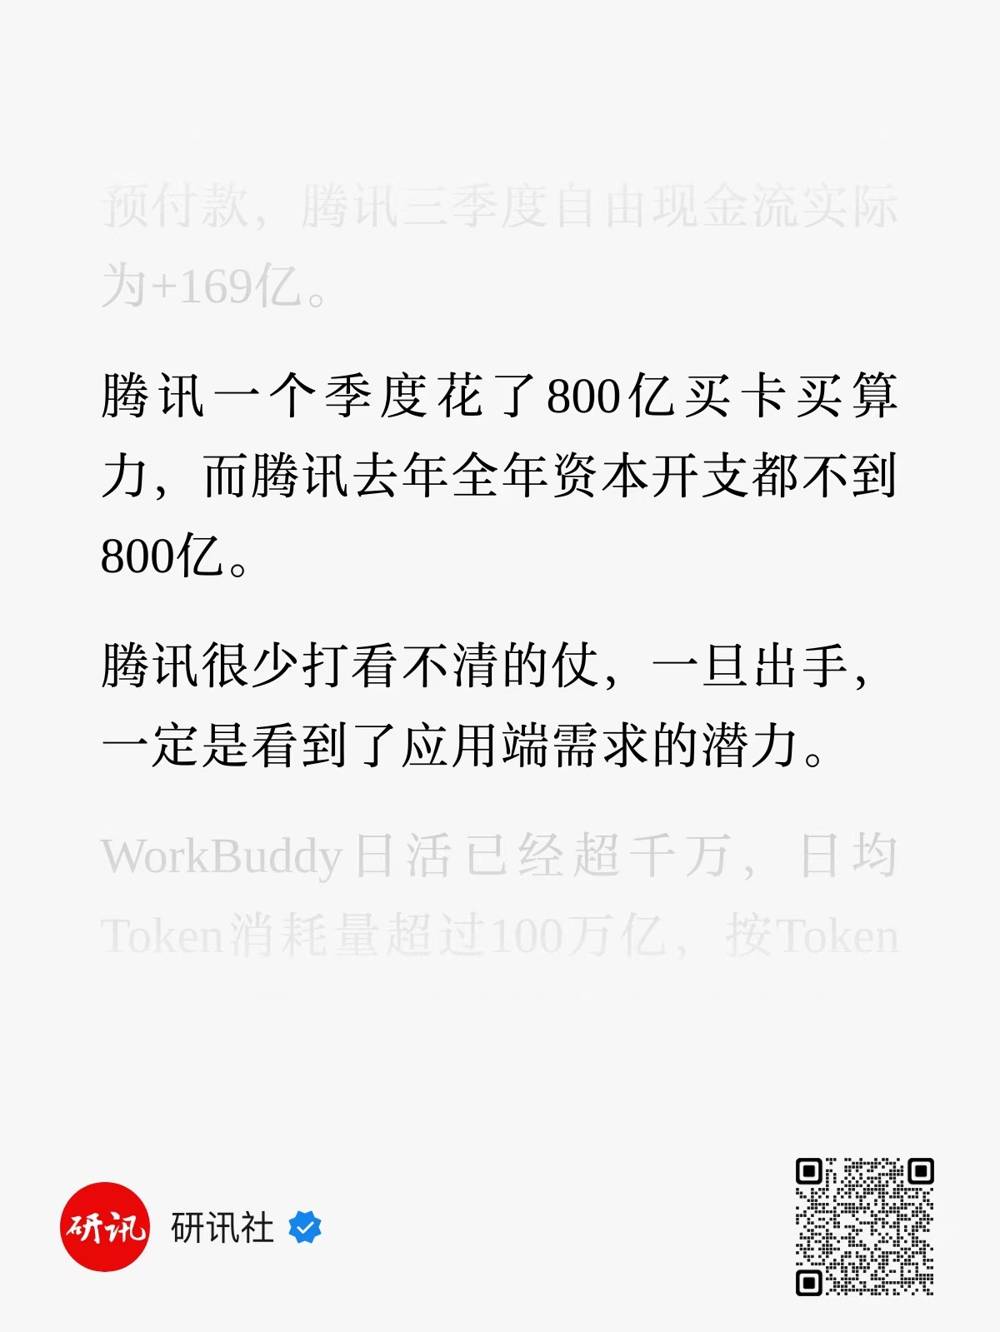 预付款，腾讯三季度自由现金流实际
为+169亿。
腾讯一个季度花了800亿买卡买算
力，而腾讯去年全年资本开支都不到
800亿。
腾讯很少打看不清的仗，一旦出手，
一定是看到了应用端需求的潜力。
WorkBuddy日活已经超千万，日均
Token消耗量超过100万亿，按Token
研讯
研讯社